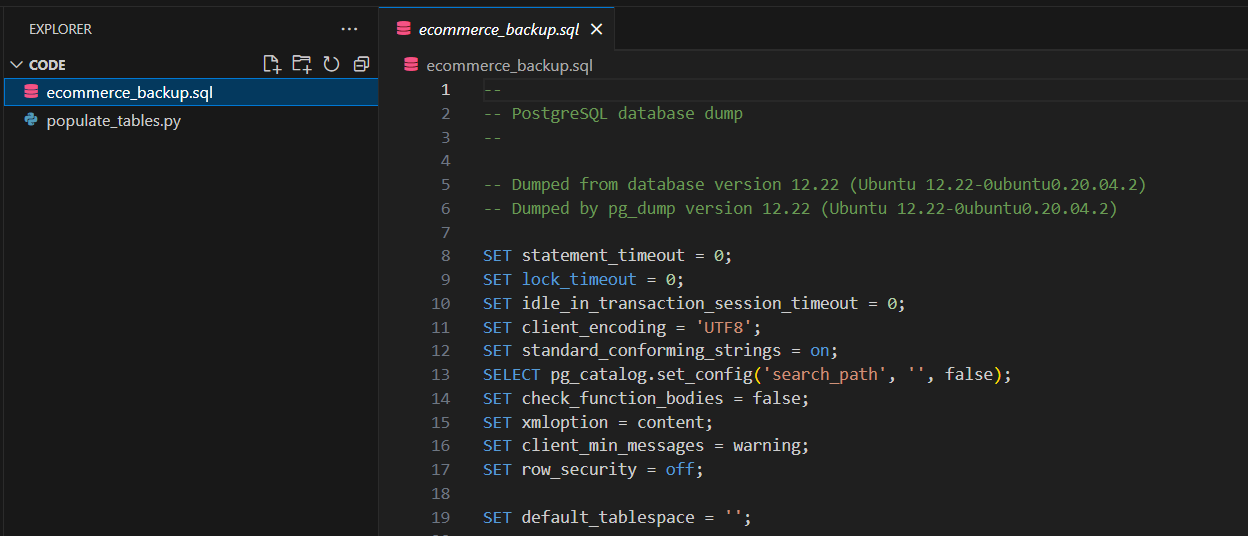 EXPLORER
CODE
ecommerce_backup.sql
populate_tables.py
ecommerce_backup.sql
ecommerce_backup.sql
1 --
2 -- PostgreSQL database dump
3 --
4
5 -- Dumped from database version 12.22 (Ubuntu 12.22-0ubuntu0.20.04.2)
6 -- Dumped by pg_dump version 12.22 (Ubuntu 12.22-0ubuntu0.20.04.2)
7
8 SET statement_timeout = 0;
9 SET lock_timeout = 0;
10 SET idle_in_transaction_session_timeout = 0;
11 SET client_encoding = 'UTF8';
12 SET standard_conforming_strings = on;
13 SELECT pg_catalog.set_config('search_path', '', false);
14 SET check_function_bodies = false;
15 SET xmloption = content;
16 SET client_min_messages = warning;
17 SET row_security = off;
18
19 SET default_tablespace = '';